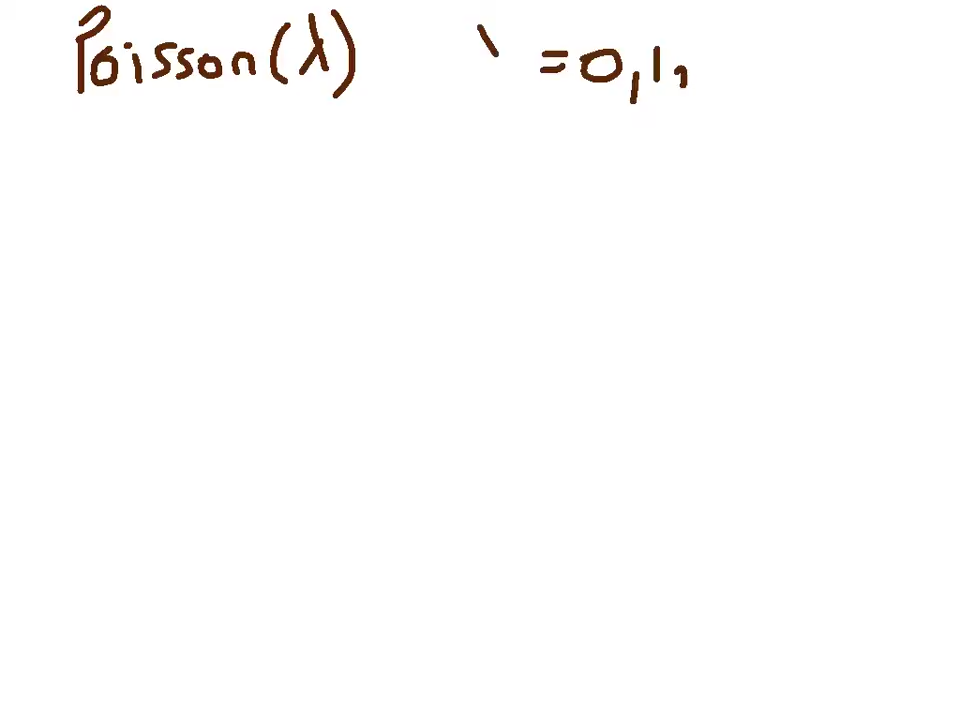 Poisson(λ) = 0, 1,